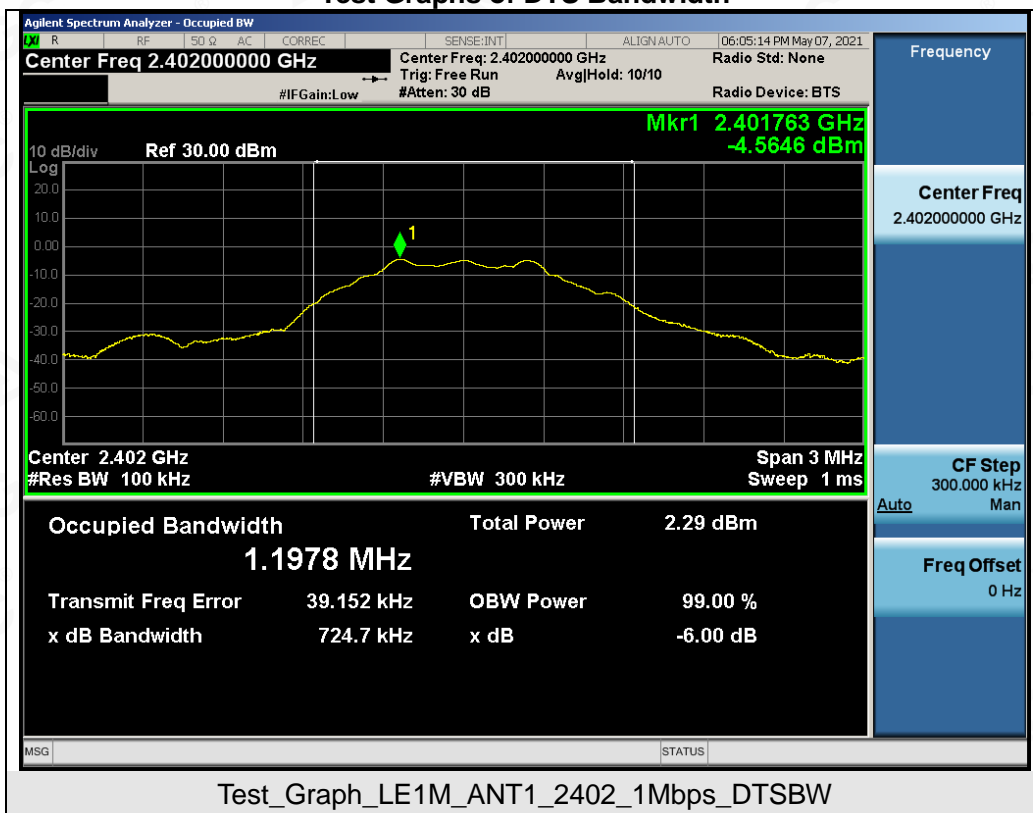 Test Graphs of DTS Bandwidth
Agilent Spectrum Analyzer - Occupied BW
LXI R RF 50 Ω AC CORREC SENSE:INT ALIGN AUTO 06:05:14 PM May 07, 2021
Center Freq 2.402000000 GHz
Center Freq: 2.402000000 GHz
Radio Std: None
Trig: Free Run Avg|Hold: 10/10
#IFGain:Low
#Atten: 30 dB
Radio Device: BTS
Mkr1 2.401763 GHz
-4.5646 dBm
10 dB/div Ref 30.00 dBm
Log
20.0
10.0
0.00
-10.0
-20.0
-30.0
-40.0
-50.0
-60.0
1
Center 2.402 GHz
Span 3 MHz
#Res BW 100 kHz
#VBW 300 kHz
Sweep 1 ms
Occupied Bandwidth
Total Power 2.29 dBm
1.1978 MHz
Transmit Freq Error 39.152 kHz
OBW Power 99.00 %
x dB Bandwidth 724.7 kHz
x dB -6.00 dB
MSG
STATUS
Frequency
Center Freq
2.402000000 GHz
CF Step
300.000 kHz
Auto Man
Freq Offset
0 Hz
Test_Graph_LE1M_ANT1_2402_1Mbps_DTSBW